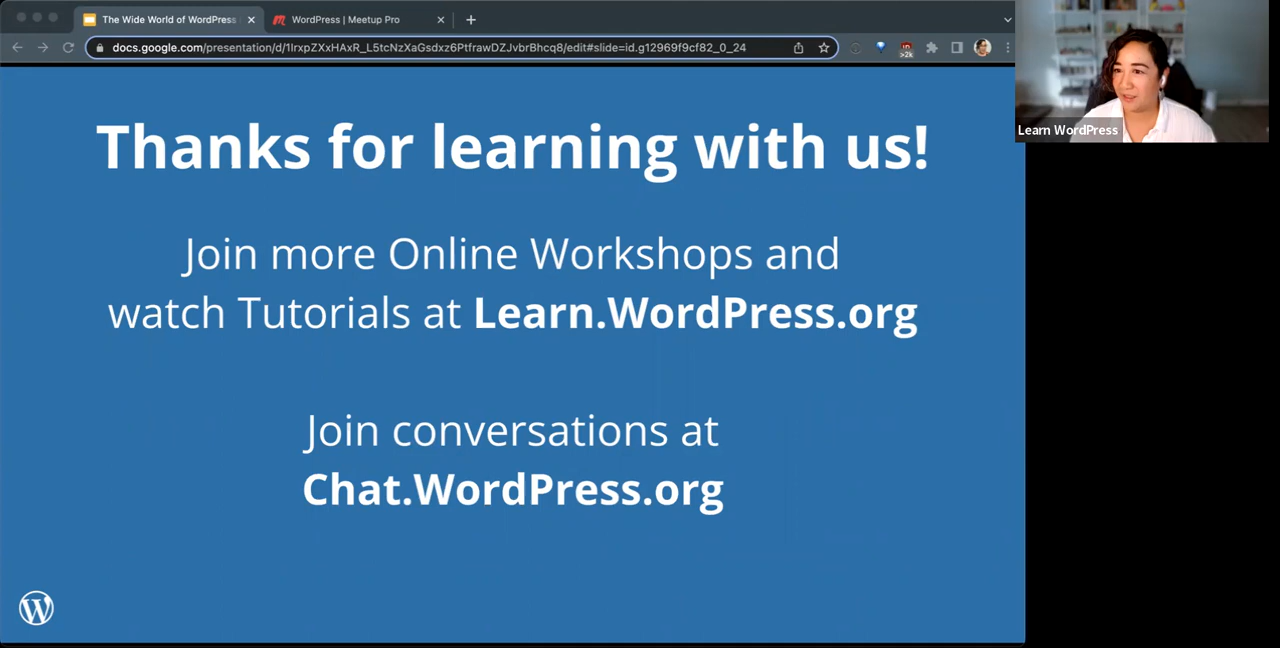 The Wide World of WordPress
WordPress | Meetup Pro
docs.google.com/presentation/d/1lrxpZXxHAxR_L5tcNzXaGsdxz6PtfrawDZJvbrBhcq8/edit#slide=id.g12969f9cf82_0_24
>2k
Learn WordPress
Thanks for learning with us!
Join more Online Workshops and
watch Tutorials at Learn.WordPress.org
Join conversations at
Chat.WordPress.org